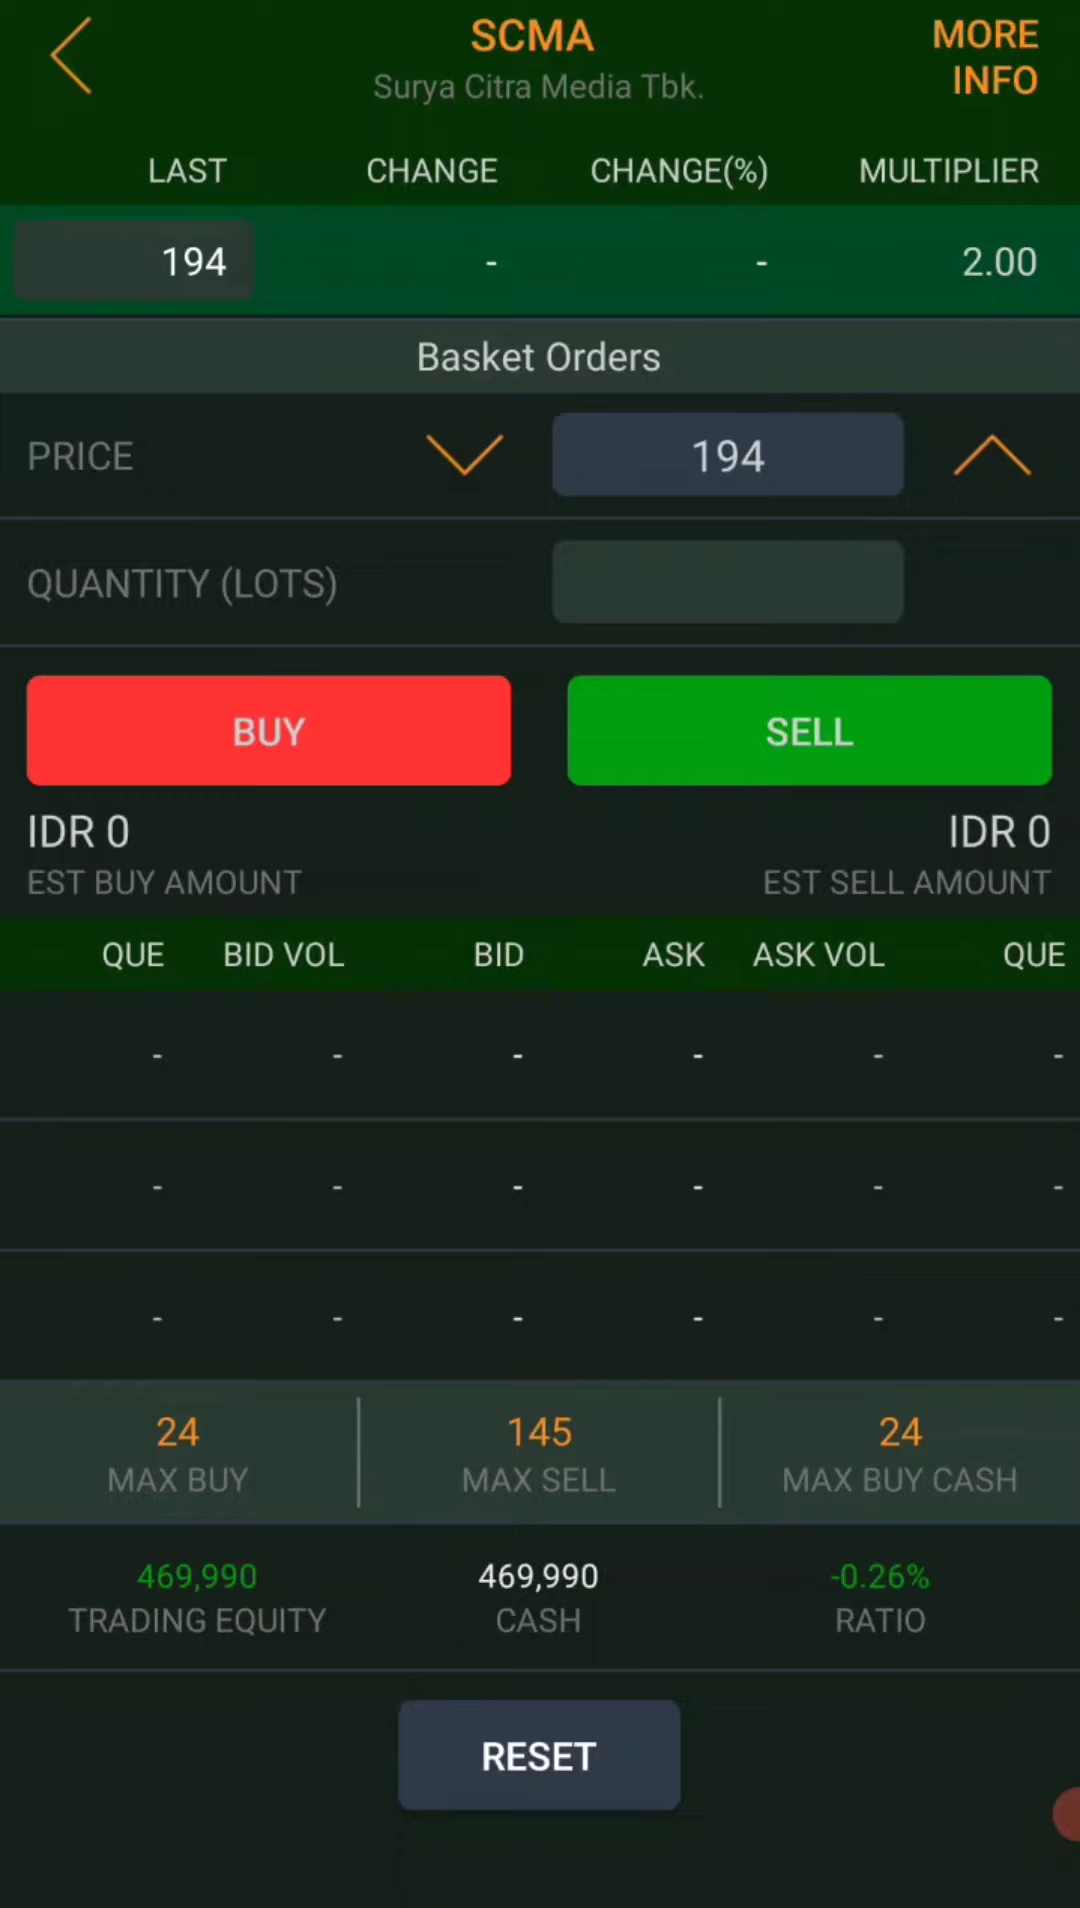 SCMA
MORE INFO
Surya Citra Media Tbk.
LAST CHANGE CHANGE(%) MULTIPLIER
194 - - 2.00
Basket Orders
PRICE 194
QUANTITY (LOTS)
BUY SELL
IDR 0 IDR 0
EST BUY AMOUNT EST SELL AMOUNT
QUE BID VOL BID ASK ASK VOL QUE
- - - - - -
- - - - - -
- - - - - -
24 145 24
MAX BUY MAX SELL MAX BUY CASH
469,990 469,990 -0.26%
TRADING EQUITY CASH RATIO
RESET